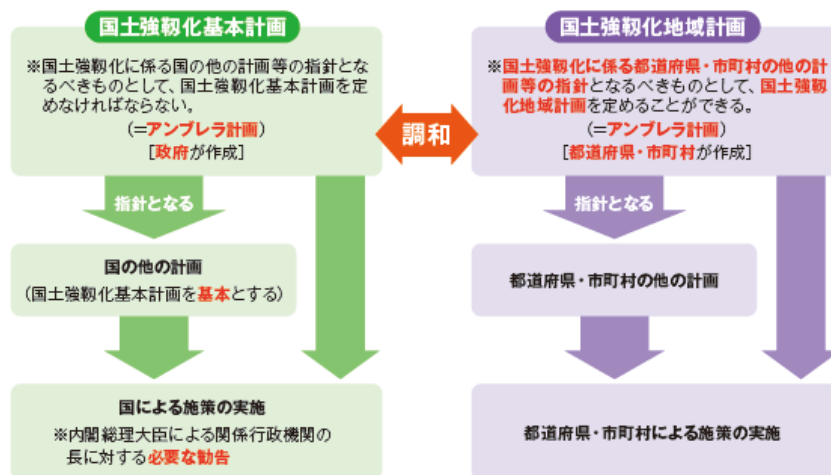 国土強靱化基本計画
※国土強靱化に係る国の他の計画等の指針とな
るべきものとして、国土強靱化基本計画を定
めなければならない。
(=アンブレラ計画)
[政府が作成]
調和
国土強靱化地域計画
※国土強靱化に係る都道府県・市町村の他の計
画等の指針となるべきものとして、国土強靱
化地域計画を定めることができる。
(=アンブレラ計画)
[都道府県・市町村が作成]
指針となる
指針となる
国の他の計画
(国土強靱化基本計画を基本とする)
都道府県・市町村の他の計画
国による施策の実施
※内閣総理大臣による関係行政機関の
長に対する必要な勧告
都道府県・市町村による施策の実施